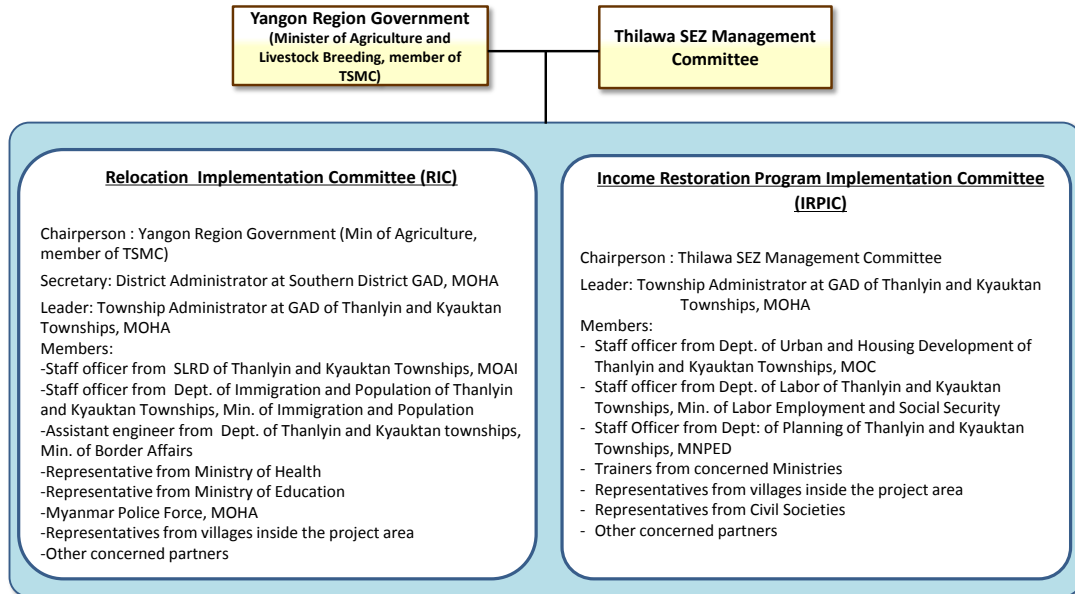 Yangon Region Government
(Minister of Agriculture and
Livestock Breeding, member of
TSMC)
Thilawa SEZ Management
Committee
Relocation Implementation Committee (RIC)
Chairperson : Yangon Region Government (Min of Agriculture,
member of TSMC)
Secretary: District Administrator at Southern District GAD, MOHA
Leader: Township Administrator at GAD of Thanlyin and Kyauktan
Townships, MOHA
Members:
-Staff officer from SLRD of Thanlyin and Kyauktan Townships, MOAI
-Staff officer from Dept. of Immigration and Population of Thanlyin
and Kyauktan Townships, Min. of Immigration and Population
-Assistant engineer from Dept. of Thanlyin and Kyauktan townships,
Min. of Border Affairs
-Representative from Ministry of Health
-Representative from Ministry of Education
-Myanmar Police Force, MOHA
-Representatives from villages inside the project area
-Other concerned partners
Income Restoration Program Implementation Committee
(IRPIC)
Chairperson : Thilawa SEZ Management Committee
Leader: Township Administrator at GAD of Thanlyin and Kyauktan
Townships, MOHA
Members:
- Staff officer from Dept. of Urban and Housing Development of
Thanlyin and Kyauktan Townships, MOC
- Staff officer from Dept. of Labor of Thanlyin and Kyauktan
Townships, Min. of Labor Employment and Social Security
- Staff Officer from Dept: of Planning of Thanlyin and Kyauktan
Townships, MNPED
- Trainers from concerned Ministries
- Representatives from villages inside the project area
- Representatives from Civil Societies
- Other concerned partners